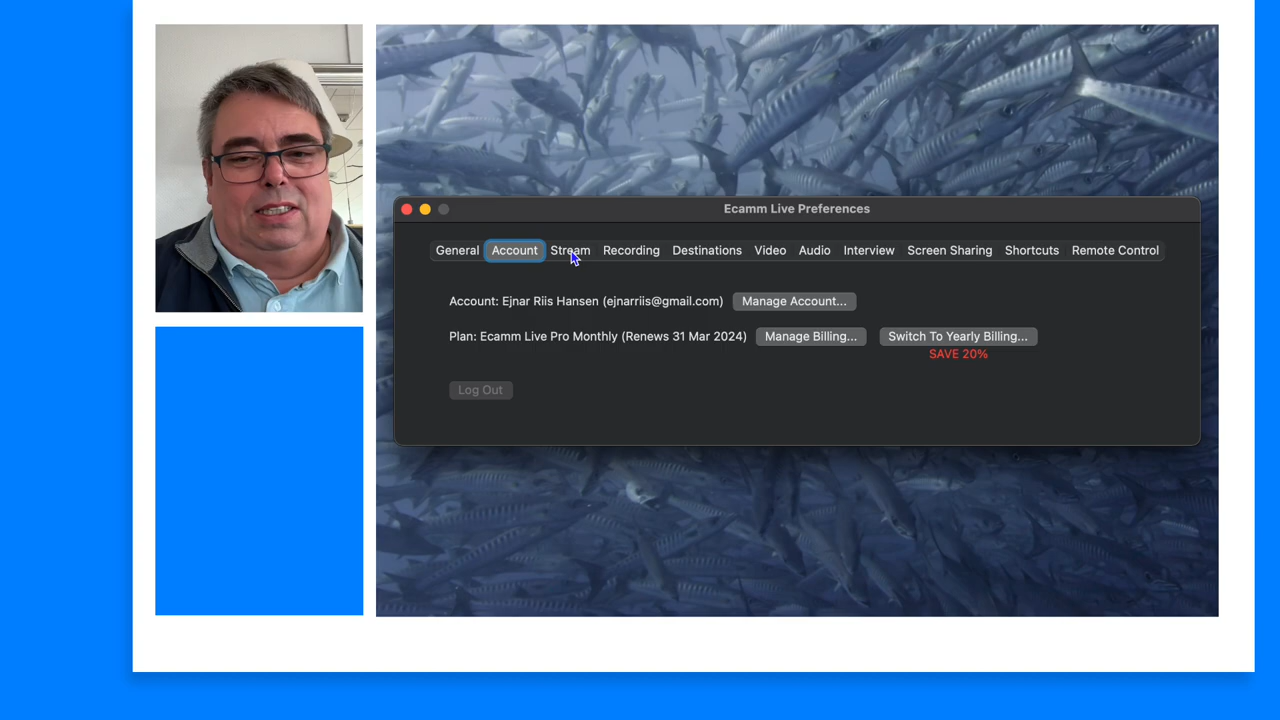 Ecamm Live Preferences
General Account Stream Recording Destinations Video Audio Interview Screen Sharing Shortcuts Remote Control
Account: Ejnar Riis Hansen (ejnarriis@gmail.com) Manage Account...
Plan: Ecamm Live Pro Monthly (Renews 31 Mar 2024) Manage Billing... Switch To Yearly Billing...
SAVE 20%
Log Out